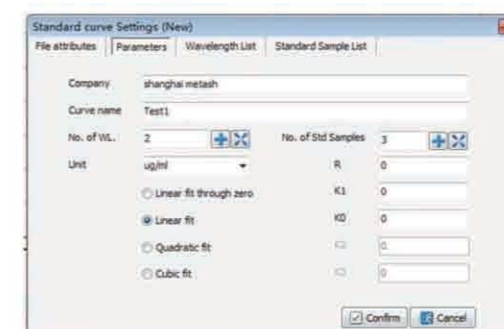 Standard curve Settings (New)
File attributes Parameters Wavelength List Standard Sample List
Company shanghai metash
Curve name Test1
No. of WL. 2 No. of Std Samples 3
Unit ug/ml R 0
Linear fit through zero K1 0
Linear fit K0 0
Quadratic fit 0
Cubic fit 0
Confirm Cancel